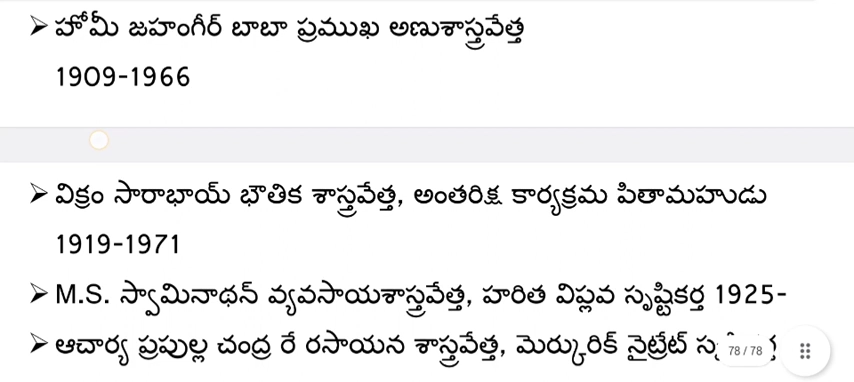 ➢ హోమీ జహంగీర్ బాబా ప్రముఖ అణుశాస్త్రవేత్త
1909-1966
➢ విక్రం సారాభాయ్ భౌతిక శాస్త్రవేత్త, అంతరిక్ష కార్యక్రమ పితామహుడు
1919-1971
➢ M.S. స్వామినాథన్ వ్యవసాయశాస్త్రవేత్త, హరిత విప్లవ సృష్టికర్త 1925-
➢ ఆచార్య ప్రపుల్ల చంద్ర రే రసాయన శాస్త్రవేత్త, మెర్కురిక్ నైట్రేట్
78 / 78